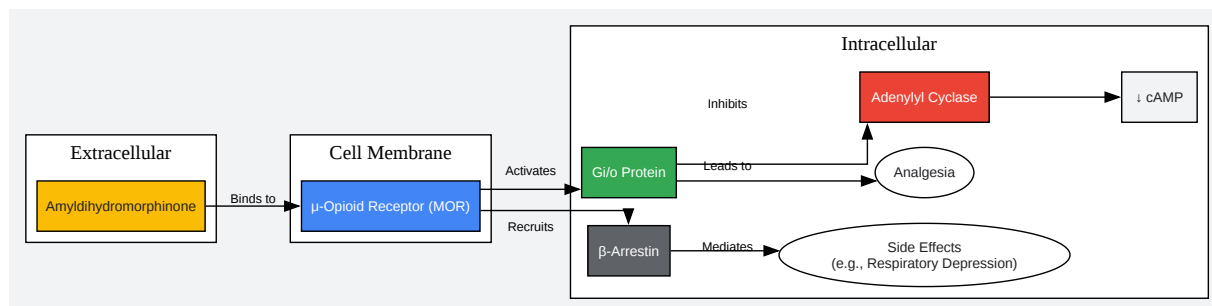 Intracellular
Adenylyl Cyclase
↓ cAMP
Inhibits
Extracellular
Cell Membrane
Activates
Gi/o Protein
Leads to
Analgesia
Amyldihydromorphinone
Binds to
μ-Opioid Receptor (MOR)
Recruits
β-Arrestin
Mediates
Side Effects
(e.g., Respiratory Depression)